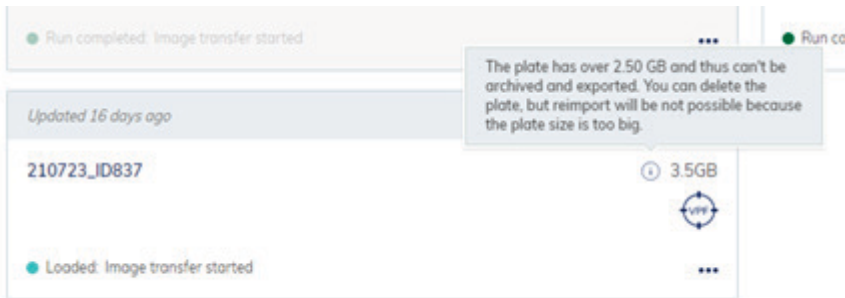 Run completed: Image transfer started
Run co
The plate has over 2.50 GB and thus can't be
archived and exported. You can delete the
plate, but reimport will be not possible because
the plate size is too big.
Updated 16 days ago
210723_ID837
3.5GB
VPF
Loaded: Image transfer started